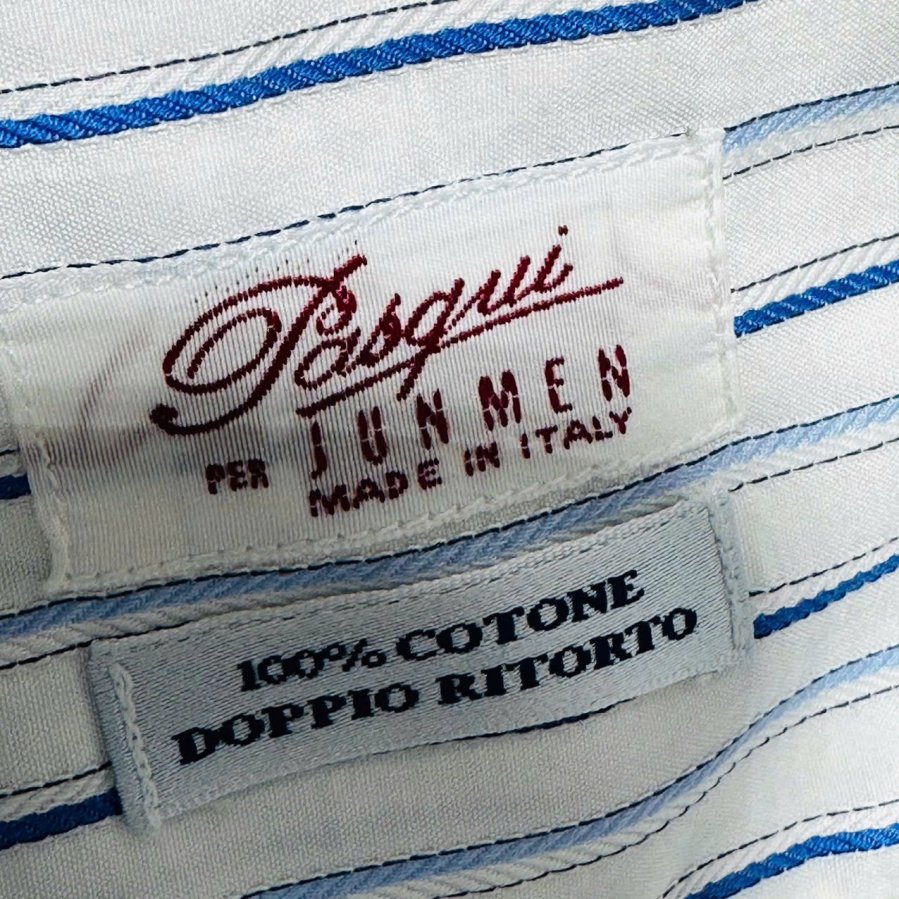 Pasqui
PER JUNMEN
MADE IN ITALY
100% COTONE
DOPPIO RITORTO